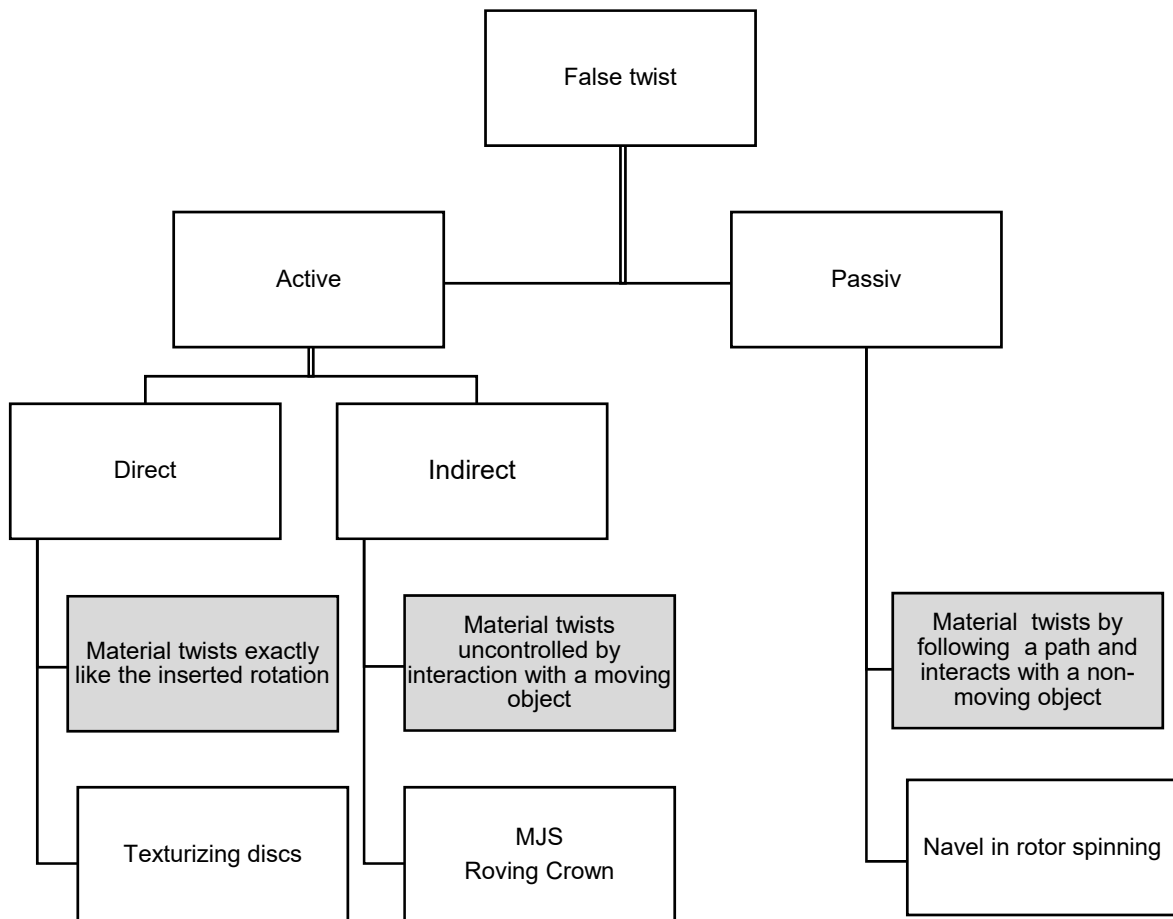 False twist
Active
Passiv
Direct
Indirect
Material twists exactly
like the inserted rotation
Material twists
uncontrolled by
interaction with a moving
object
Material twists by
following a path and
interacts with a non-
moving object
Texturizing discs
MJS
Roving Crown
Navel in rotor spinning